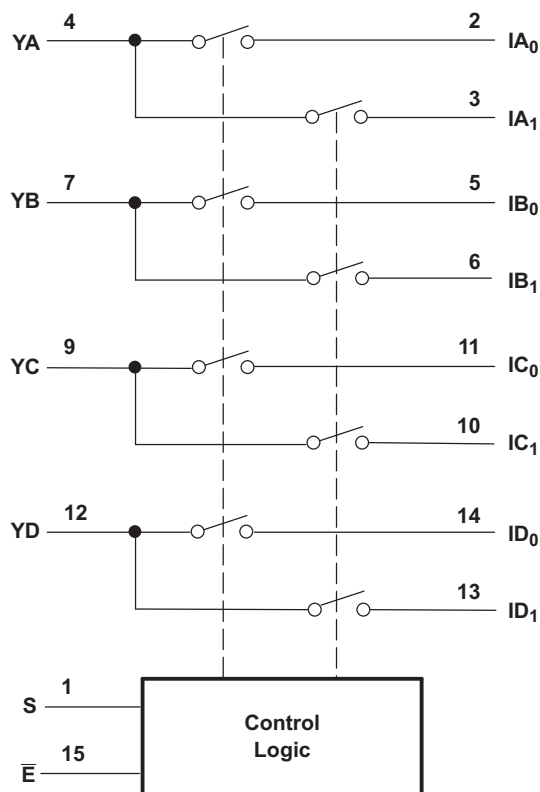 4 2
YA IA0
3
IA1
7 5
YB IB0
6
IB1
9 11
YC IC0
10
IC1
12 14
YD ID0
13
ID1
1
S
Control
Logic
15
E̅